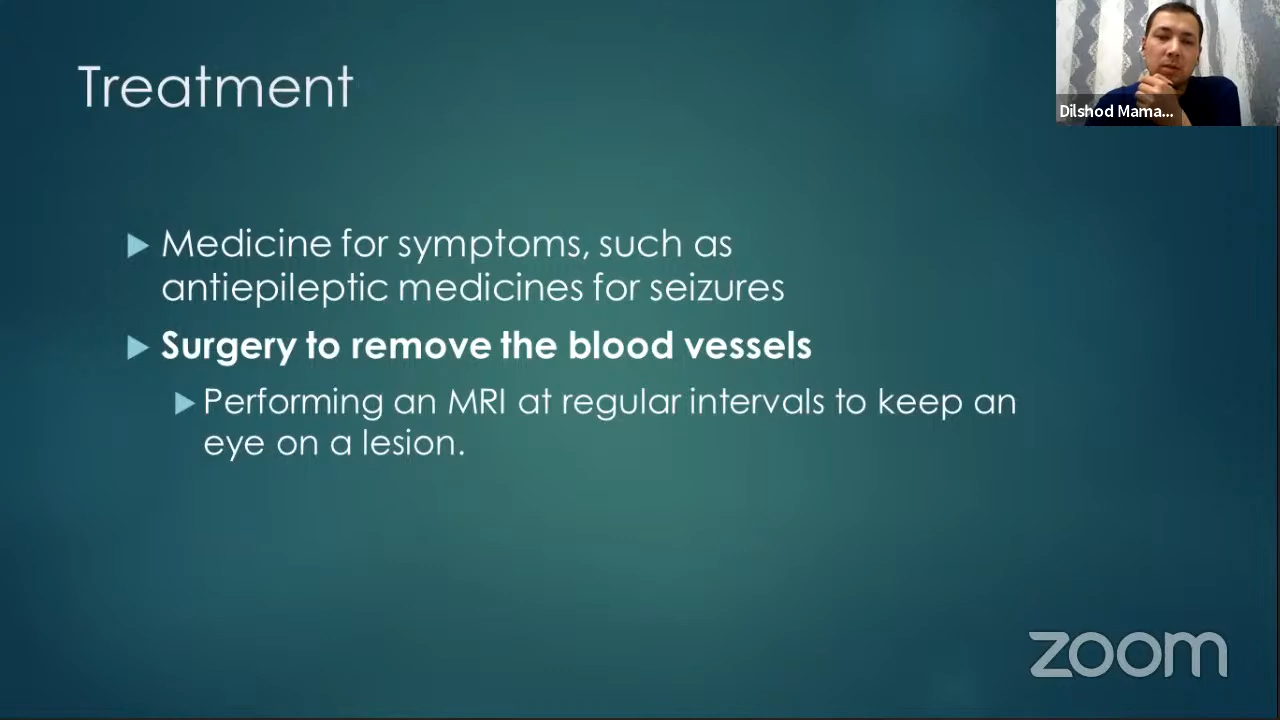 Treatment
Dilshod Mama...
Medicine for symptoms, such as
antiepileptic medicines for seizures
Surgery to remove the blood vessels
Performing an MRI at regular intervals to keep an
eye on a lesion.
zoom